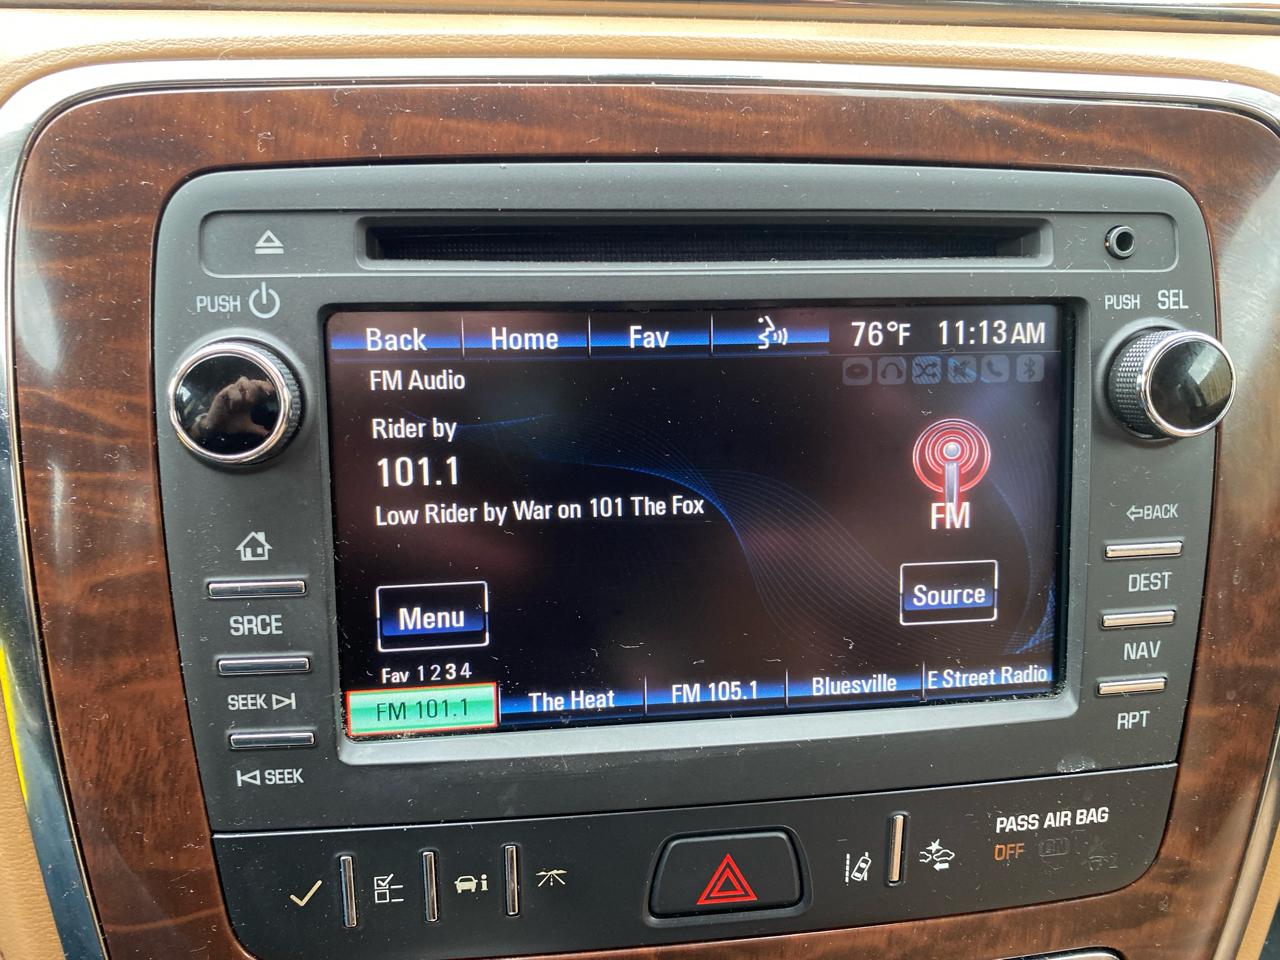 PUSH
PUSH SEL
Back Home Fav 76°F 11:13 AM
FM Audio
Rider by
101.1
Low Rider by War on 101 The Fox
FM
BACK
Menu Source
DEST
SRCE
NAV
Fav 1 2 3 4
SEEK
FM 101.1 The Heat FM 105.1 Bluesville E Street Radio
RPT
SEEK
PASS AIR BAG
OFF ON
i